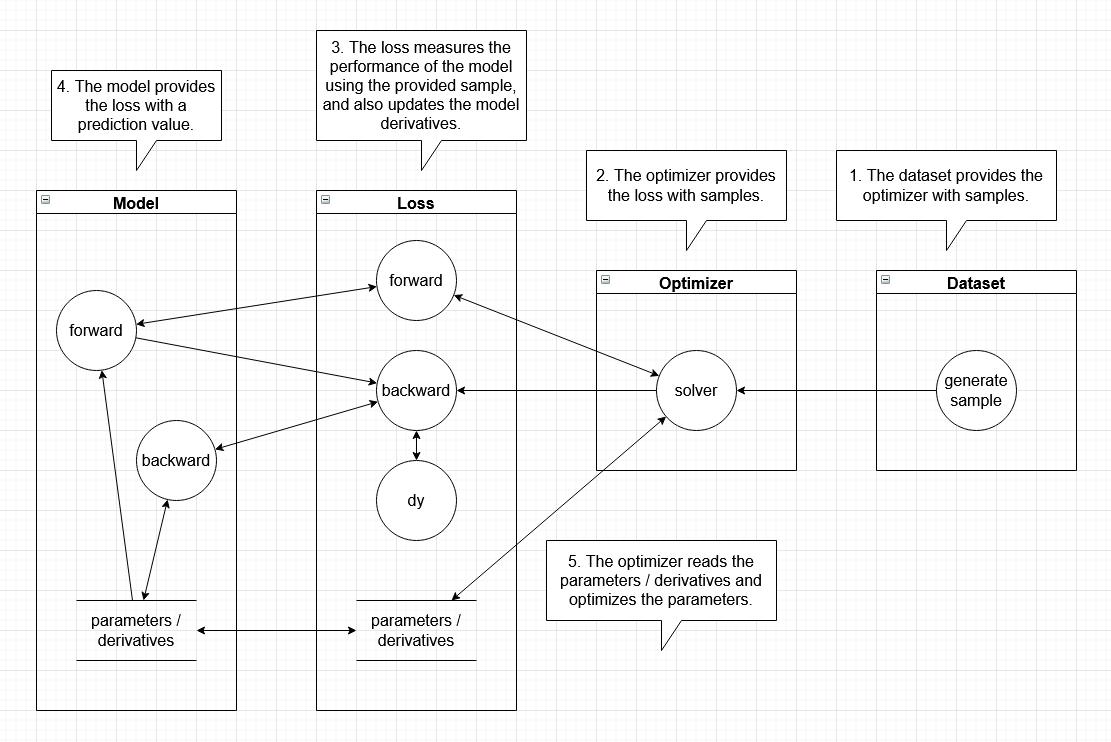 3. The loss measures the
performance of the model
using the provided sample,
and also updates the model
derivatives.
4. The model provides
the loss with a
prediction value.
2. The optimizer provides
the loss with samples.
1. The dataset provides the
optimizer with samples.
Model
forward
backward
parameters /
derivatives
Loss
forward
backward
dy
parameters /
derivatives
Optimizer
solver
Dataset
generate
sample
5. The optimizer reads the
parameters / derivatives and
optimizes the parameters.